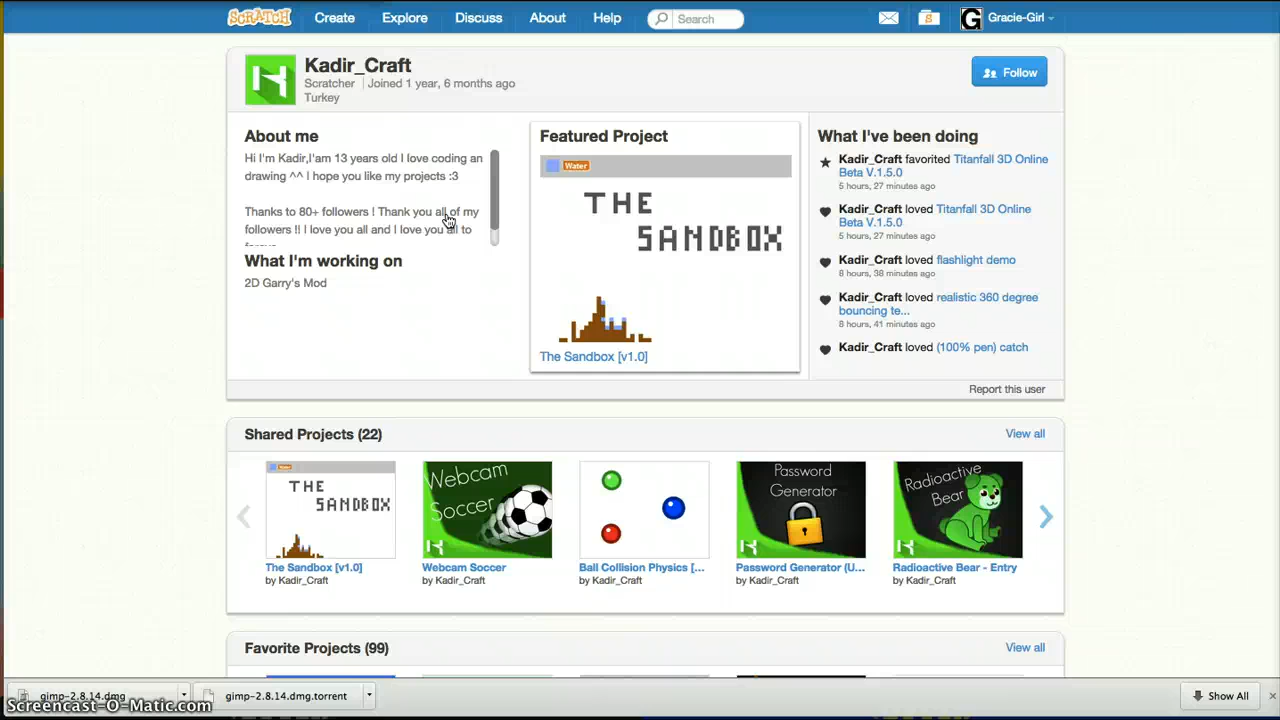 SCRATCH Create Explore Discuss About Help Search S G Gracie-Girl
Kadir_Craft
Scratcher Joined 1 year, 6 months ago
Turkey
Follow
About me
Hi I'm Kadir,I'am 13 years old I love coding an
drawing ^^ I hope you like my projects :3
Thanks to 80+ followers ! Thank you all of my
followers !! I love you all and I love you all to
What I'm working on
2D Garry's Mod
Featured Project
Water
THE
SANDBOX
The Sandbox [v1.0]
What I've been doing
Kadir_Craft favorited Titanfall 3D Online
Beta V.1.5.0
5 hours, 27 minutes ago
Kadir_Craft loved Titanfall 3D Online
Beta V.1.5.0
5 hours, 27 minutes ago
Kadir_Craft loved flashlight demo
8 hours, 38 minutes ago
Kadir_Craft loved realistic 360 degree
bouncing te...
8 hours, 41 minutes ago
Kadir_Craft loved (100% pen) catch
Report this user
Shared Projects (22)
View all
THE
SANDBOX
The Sandbox [v1.0]
by Kadir_Craft
Webcam
Soccer
Webcam Soccer
by Kadir_Craft
Ball Collision Physics [...
by Kadir_Craft
Password
Generator
Password Generator (U...
by Kadir_Craft
Radioactive
Bear
Radioactive Bear - Entry
by Kadir_Craft
Favorite Projects (99)
View all
gimp-2.8.14.dmg
gimp-2.8.14.dmg.torrent
Show All
Screencast-O-Matic.com